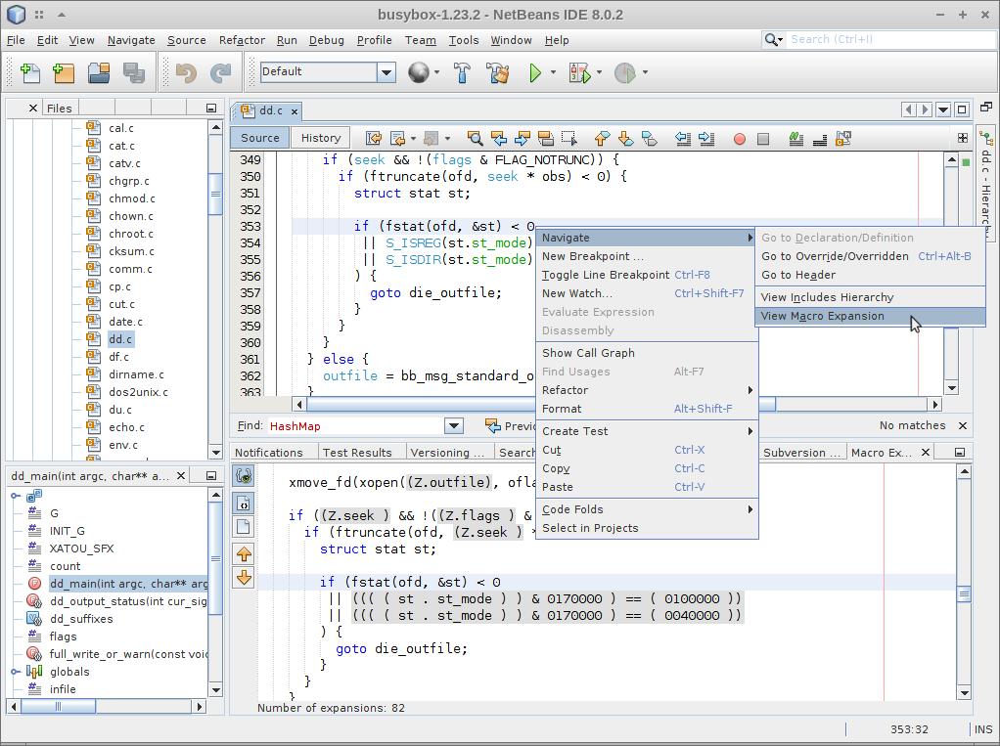 busybox-1.23.2 - NetBeans IDE 8.0.2
File Edit View Navigate Source Refactor Run Debug Profile Team Tools Window Help
Search (Ctrl+I)
Default
Files
cal.c
cat.c
catv.c
chgrp.c
chmod.c
chown.c
chroot.c
cksum.c
comm.c
cp.c
cut.c
date.c
dd.c
df.c
dirname.c
dos2unix.c
du.c
echo.c
env.c
dd_main(int argc, char** a...
G
INIT_G
XATOU_SFX
count
dd_main(int argc, char** arg
dd_output_status(int cur_sig
dd_suffixes
flags
full_write_or_warn(const void
globals
infile
dd.c
Source History
349 if (seek && !(flags & FLAG_NOTRUNC)) {
350 if (ftruncate(ofd, seek * obs) < 0) {
351 struct stat st;
352
353 if (fstat(ofd, &st) < 0
354 || S_ISREG(st.st_mode)
355 || S_ISDIR(st.st_mode)
356 ) {
357 goto die_outfile;
358 }
359 }
360 }
361 } else {
362 outfile = bb_msg_standard_o
363 }
dd.c - Hierarc
Navigate
New Breakpoint ...
Toggle Line Breakpoint Ctrl-F8
New Watch... Ctrl+Shift-F7
Evaluate Expression
Disassembly
Show Call Graph
Find Usages Alt-F7
Refactor
Format Alt+Shift-F
Create Test
Cut Ctrl-X
Copy Ctrl-C
Paste Ctrl-V
Code Folds
Select in Projects
Go to Declaration/Definition
Go to Override/Overridden Ctrl+Alt-B
Go to Header
View Includes Hierarchy
View Macro Expansion
Find: HashMap
No matches
Notifications Test Results Versioning ... Search Subversion ... Macro Ex...
xmove_fd(xopen((Z.outfile), ofla
if ((Z.seek ) && !((Z.flags ) &
if (ftruncate(ofd, (Z.seek )
struct stat st;
if (fstat(ofd, &st) < 0
|| ((( ( st . st_mode ) ) & 0170000 ) == ( 0100000 ))
|| ((( ( st . st_mode ) ) & 0170000 ) == ( 0040000 ))
) {
goto die_outfile;
}
}
}
Number of expansions: 82
353:32 INS